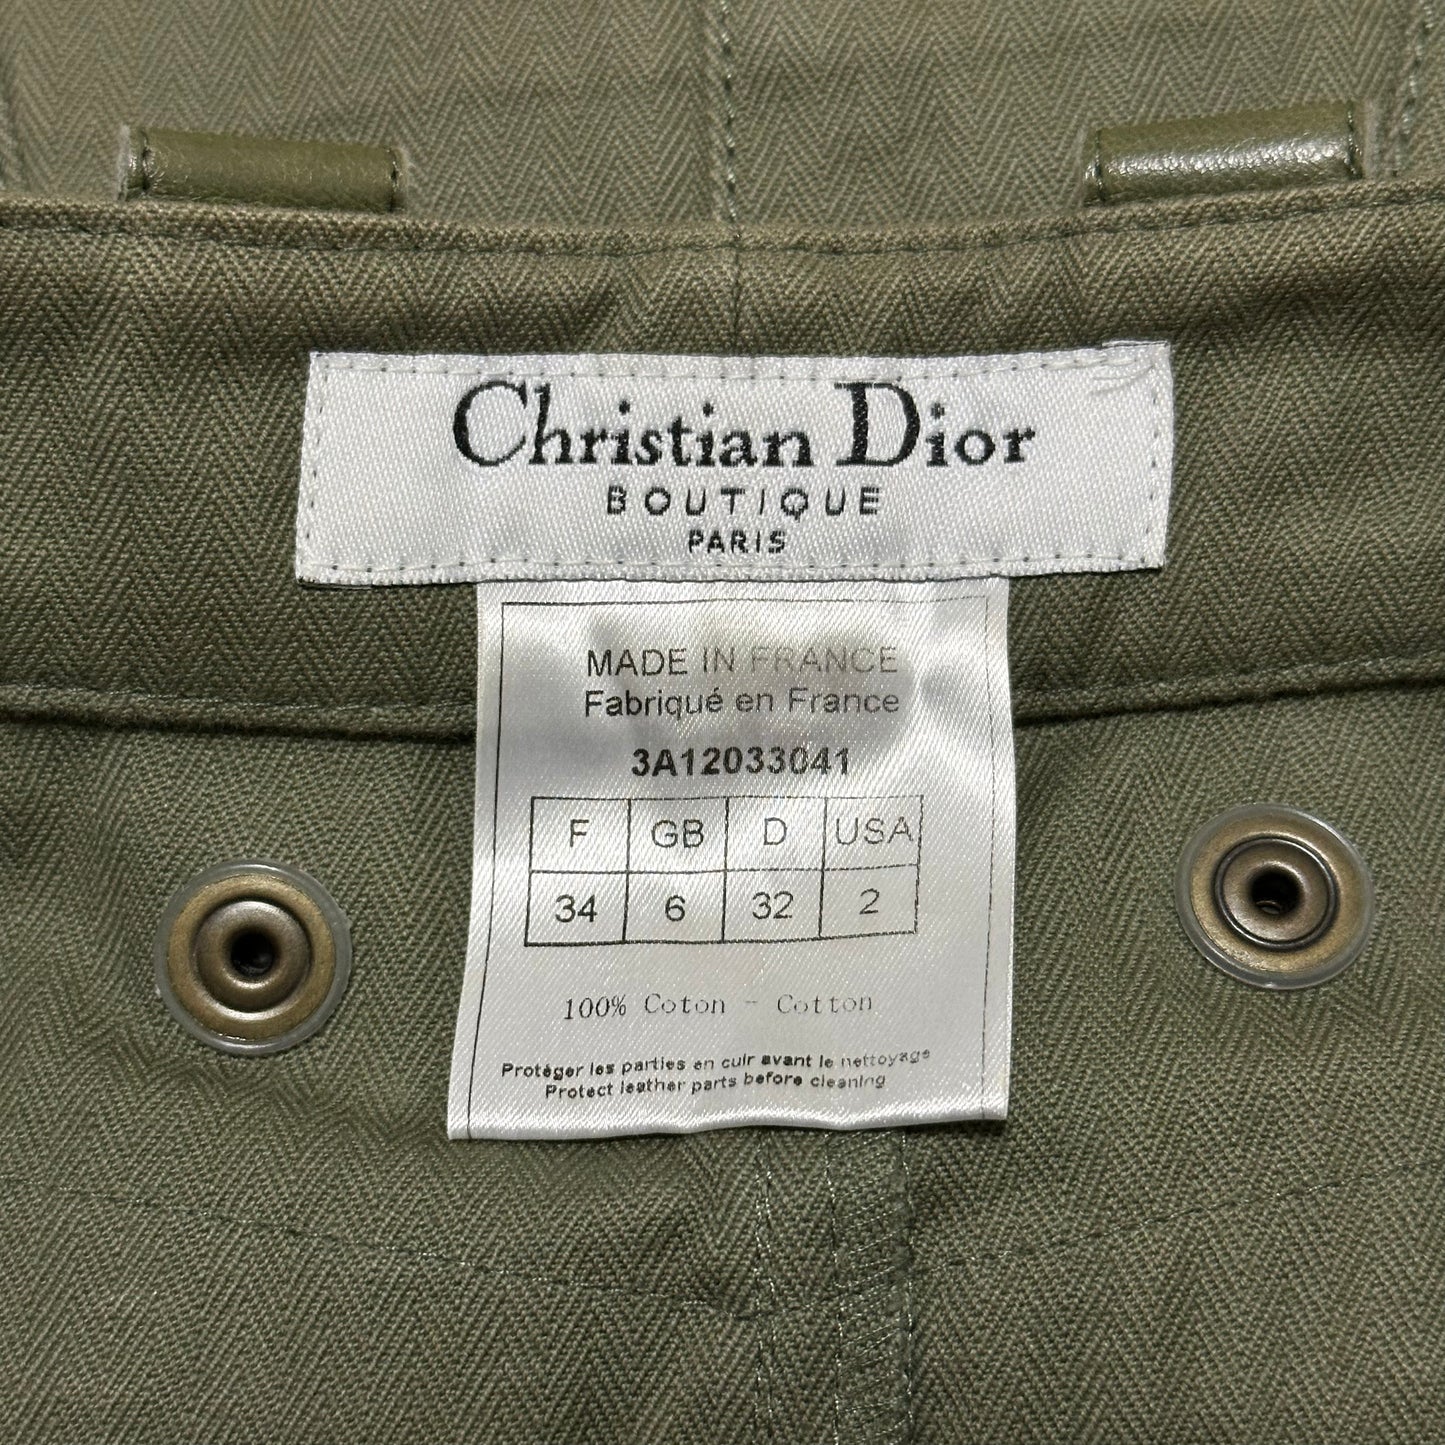 Christian Dior
BOUTIQUE
PARIS
MADE IN FRANCE
Fabriqué en France
3A12033041
F GB D USA
34 6 32 2
100% Coton - Cotton
Protéger les parties en cuir avant le nettoyage
Protect leather parts before cleaning